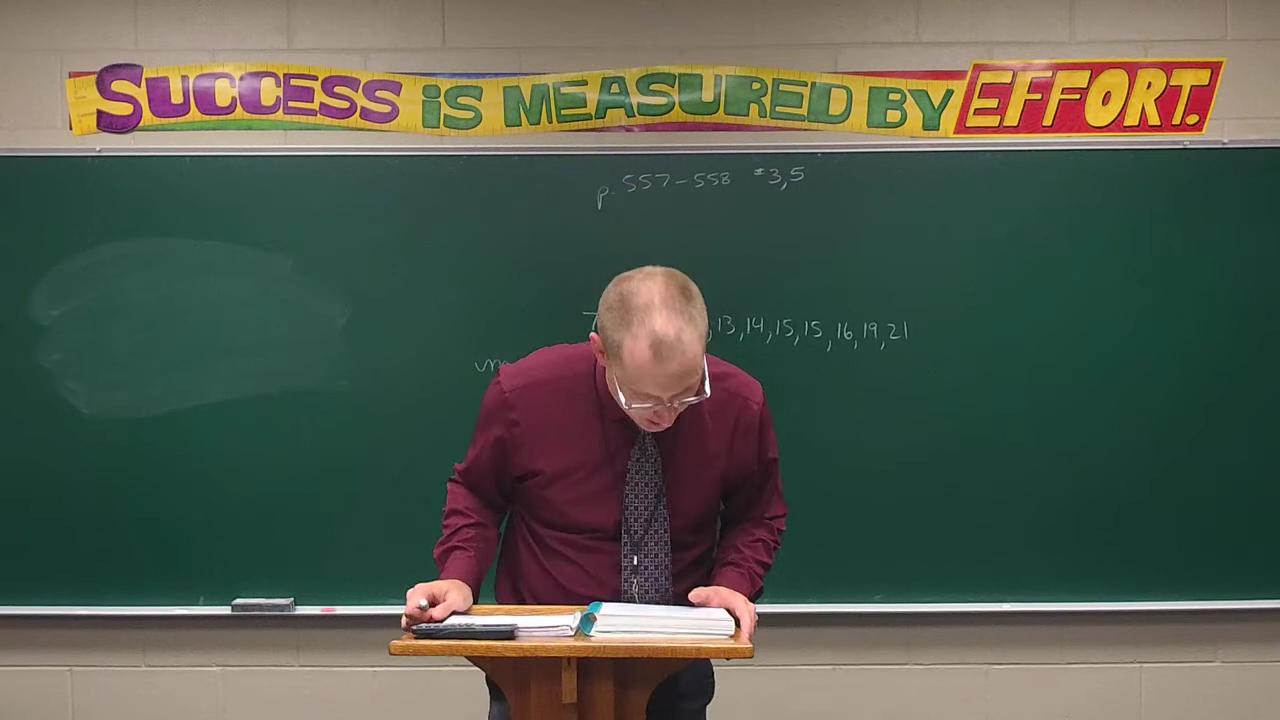 SUCCESS iS MEASURED BY EFFORT.
p. 557-558 #3,5
13,14,15,15,16,19,21